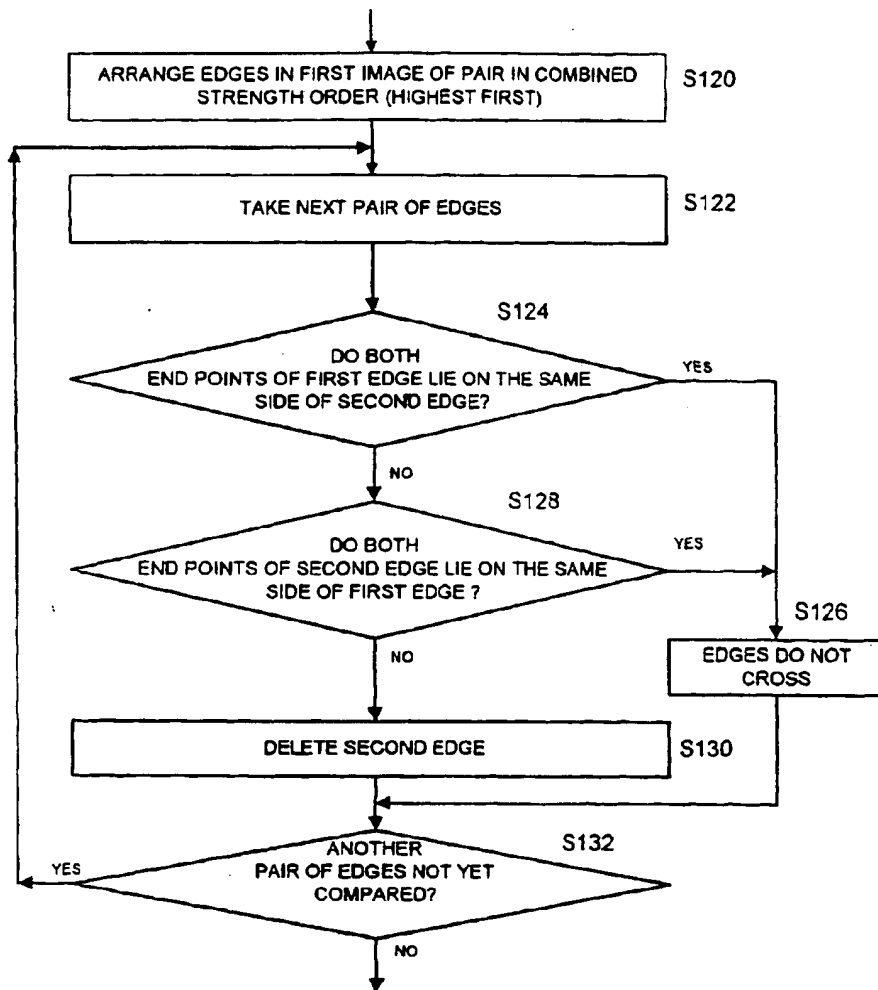 ARRANGE EDGES IN FIRST IMAGE OF PAIR IN COMBINED
STRENGTH ORDER (HIGHEST FIRST)
S120
TAKE NEXT PAIR OF EDGES
S122
S124
DO BOTH
END POINTS OF FIRST EDGE LIE ON THE SAME
SIDE OF SECOND EDGE?
YES
NO
S128
DO BOTH
END POINTS OF SECOND EDGE LIE ON THE SAME
SIDE OF FIRST EDGE ?
YES
NO
S126
EDGES DO NOT
CROSS
DELETE SECOND EDGE
S130
S132
ANOTHER
PAIR OF EDGES NOT YET
COMPARED?
YES
NO